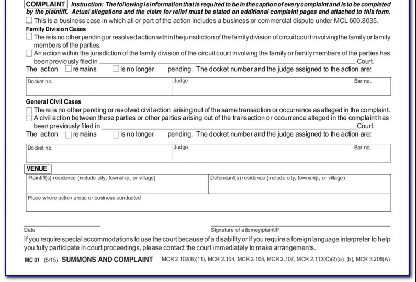 COMPLAINT Instruction: The following is information that is required to be in the caption of every complaint and is to be completed
by the plaintiff. Actual allegations and the claim for relief must be stated on additional complaint pages and attached to this form.
This is a business case in which all or part of the action includes a business or commercial dispute under MCL 600.8035.
Family Division Cases
There is no other pending or resolved action within the jurisdiction of the family division of circuit court involving the family or family
members of the parties.
An action within the jurisdiction of the family division of the circuit court involving the family or family members of the parties has
been previously filed in Court.
The action remains is no longer pending. The docket number and the judge assigned to the action are:
Docket no. Judge Bar no.
General Civil Cases
There is no other pending or resolved civil action arising out of the same transaction or occurrence as alleged in the complaint.
A civil action between these parties or other parties arising out of the transaction or occurrence alleged in the complaint has
been previously filed in Court.
The action remains is no longer pending. The docket number and the judge assigned to the action are:
Docket no. Judge Bar no.
VENUE
Plaintiff(s) residence (include city, township, or village) Defendant(s) residence (include city, township, or village)
Place where action arose or business conducted
Date Signature of attorney/plaintiff
If you require special accommodations to use the court because of a disability or if you require a foreign language interpreter to help
you fully participate in court proceedings, please contact the court immediately to make arrangements.
MC 01 (5/15) SUMMONS AND COMPLAINT MCR 2.102(B)(11), MCR 2.104, MCR 2.105, MCR 2.107, MCR 2.113(C)(2)(a), (b), MCR 3.206(A)